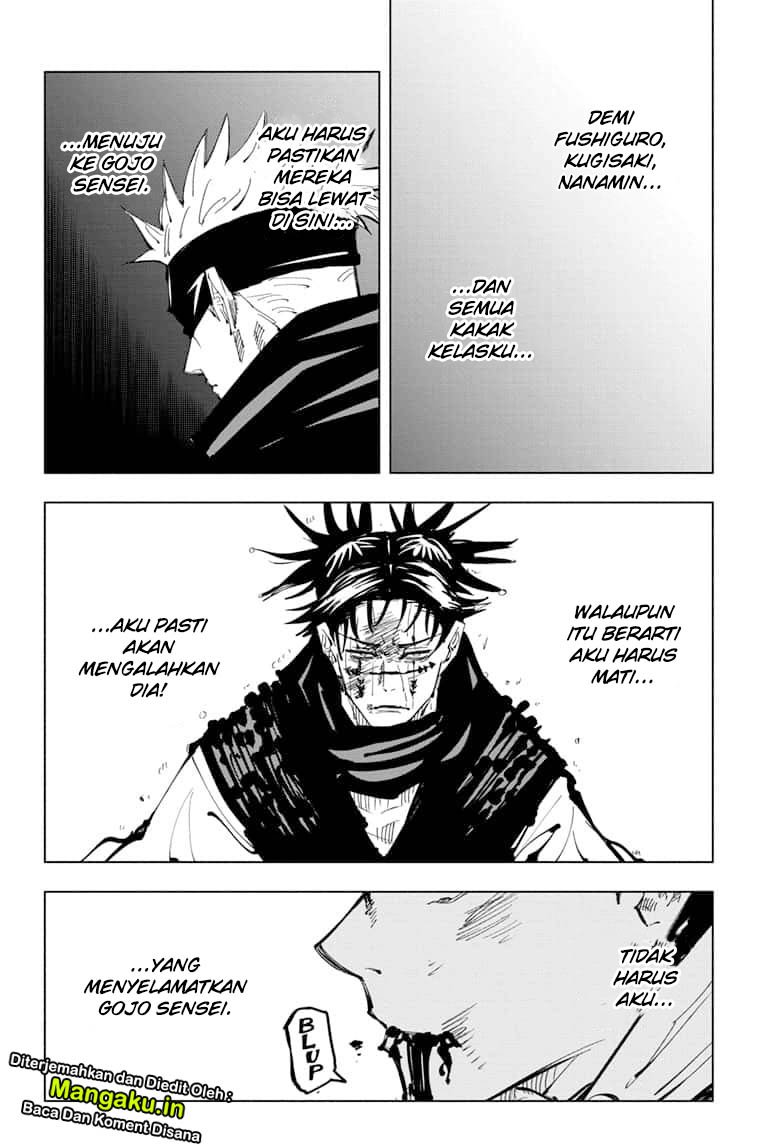 DEMI
FUSHIGURO,
KUGISAKI,
NANAMIN...
...DAN
SEMUA
KAKAK
KELASKU...
AKU HARUS
PASTIKAN
MEREKA
BISA LEWAT
DI SINI...
...MENUJU
KE GOJO
SENSEI.
WALAUPUN
ITU BERARTI
AKU HARUS
MATI...
...AKU PASTI
AKAN
MENGALAHKAN
DIA!
TIDAK
HARUS
AKU...
...YANG
MENYELAMATKAN
GOJO SENSEI.
BLUP
Diterjemahkan dan Diedit Oleh :
Mangaku.in
Baca Dan Koment Disana